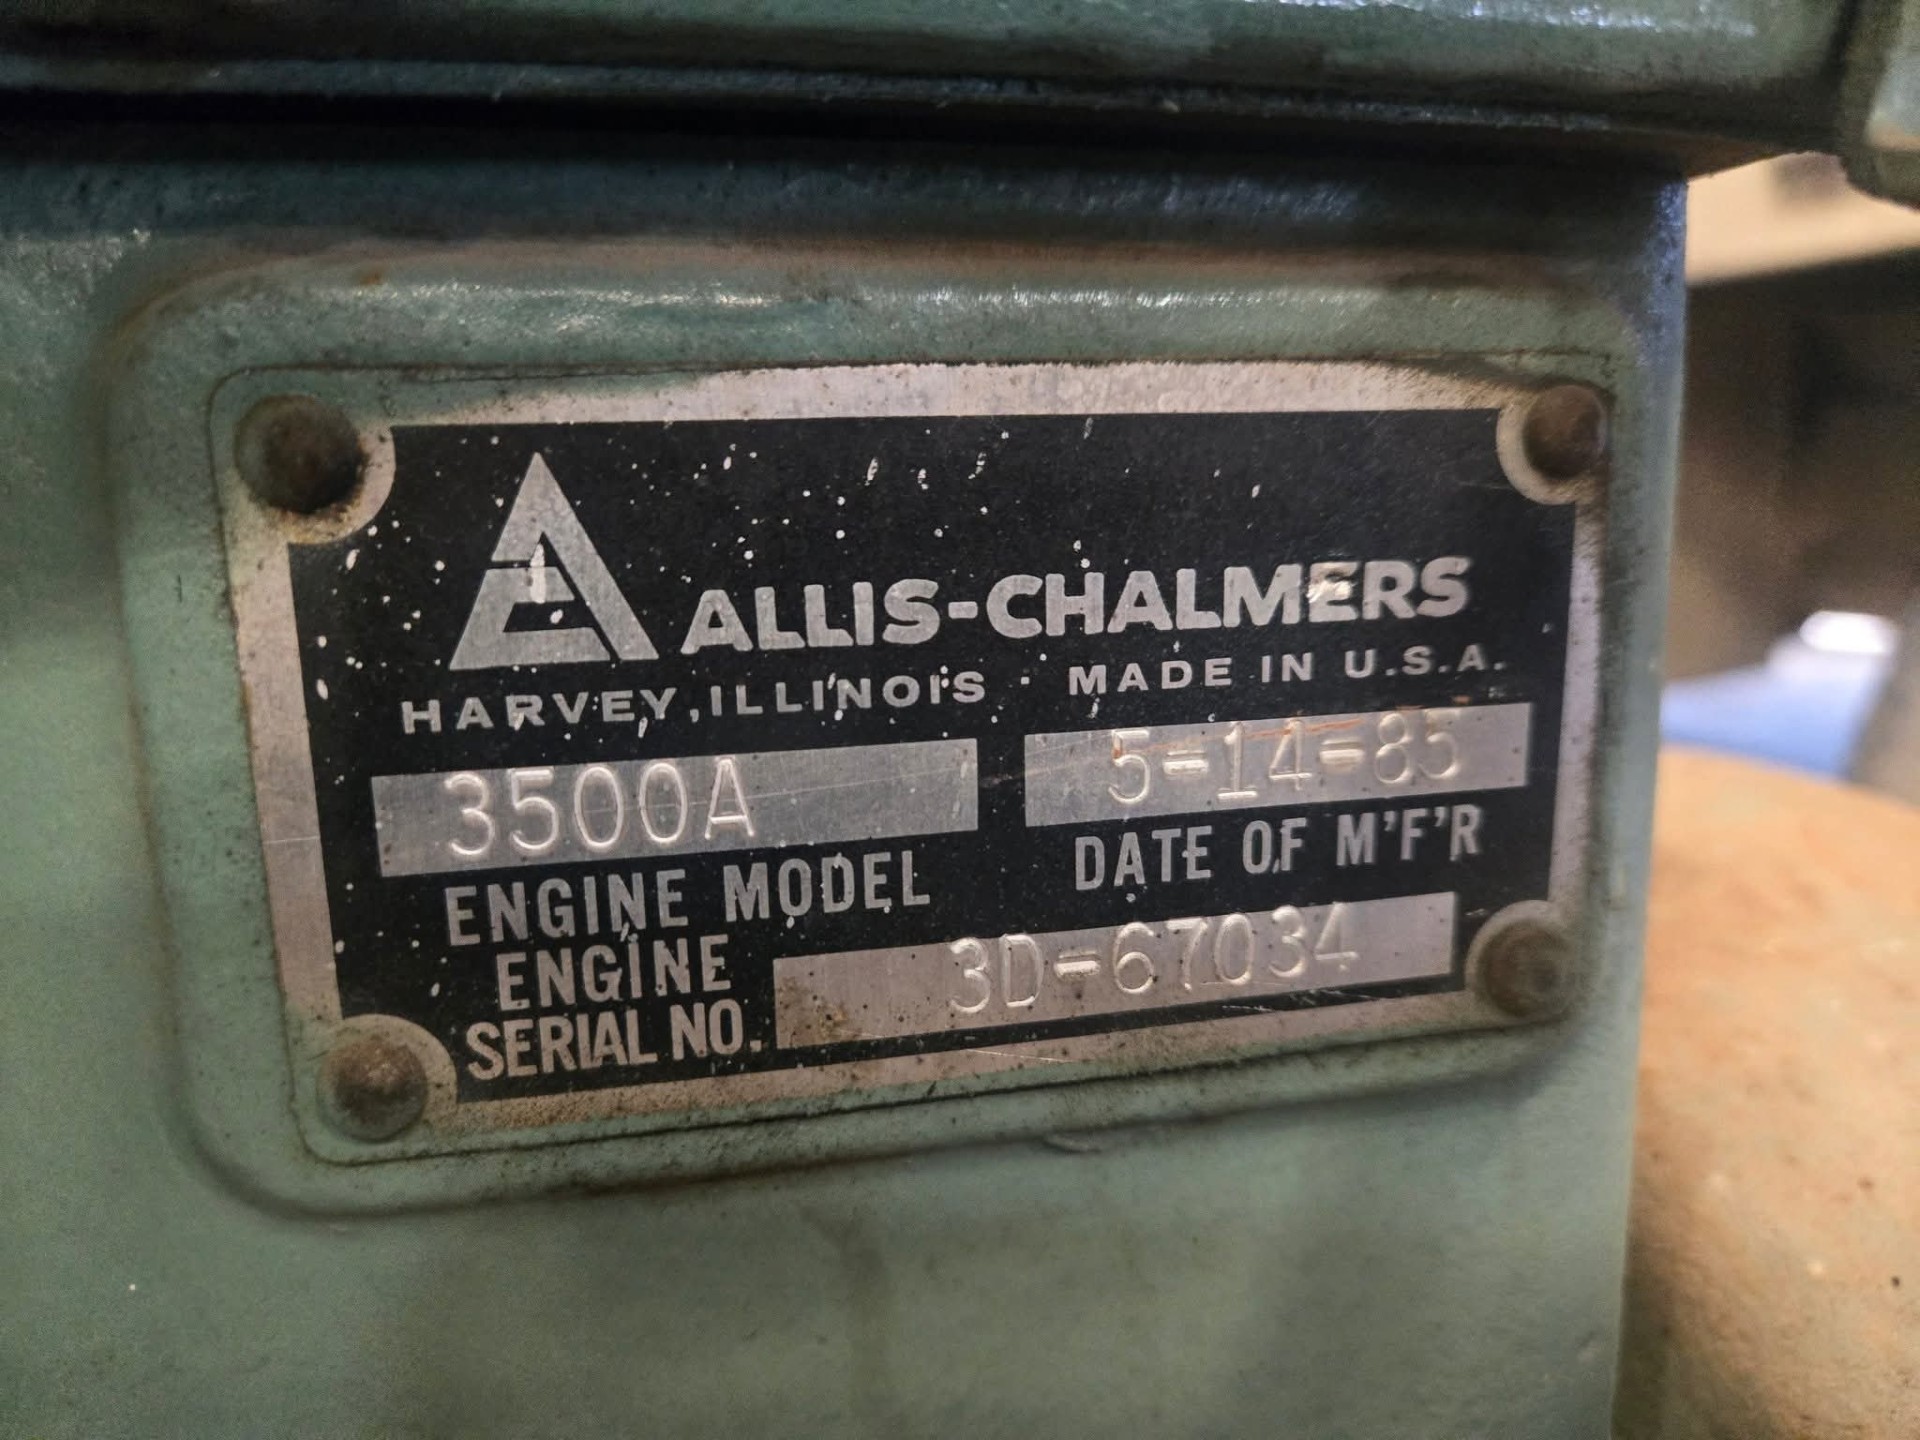 ALLIS-CHALMERS
HARVEY, ILLINOIS · MADE IN U.S.A.
3500A 5-14-85
ENGINE MODEL DATE OF M'F'R
ENGINE
SERIAL NO. 3D-67034